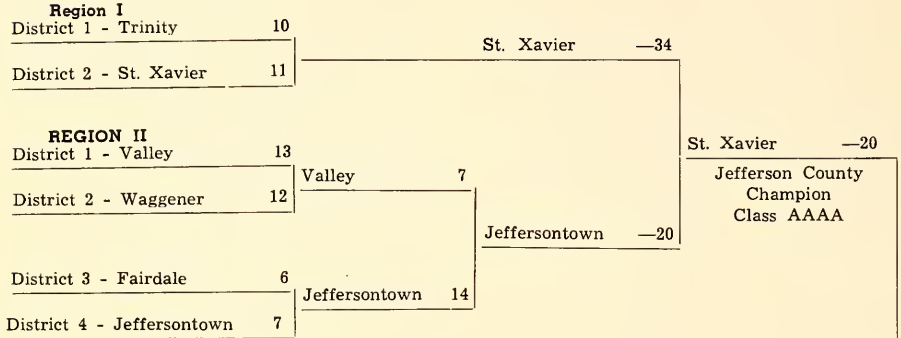 Region I
District 1 - Trinity 10
St. Xavier —34
District 2 - St. Xavier 11
REGION II
District 1 - Valley 13
St. Xavier —20
Valley 7
Jefferson County
Champion
Class AAAA
District 2 - Waggener 12
Jeffersontown —20
District 3 - Fairdale 6
Jeffersontown 14
District 4 - Jeffersontown 7